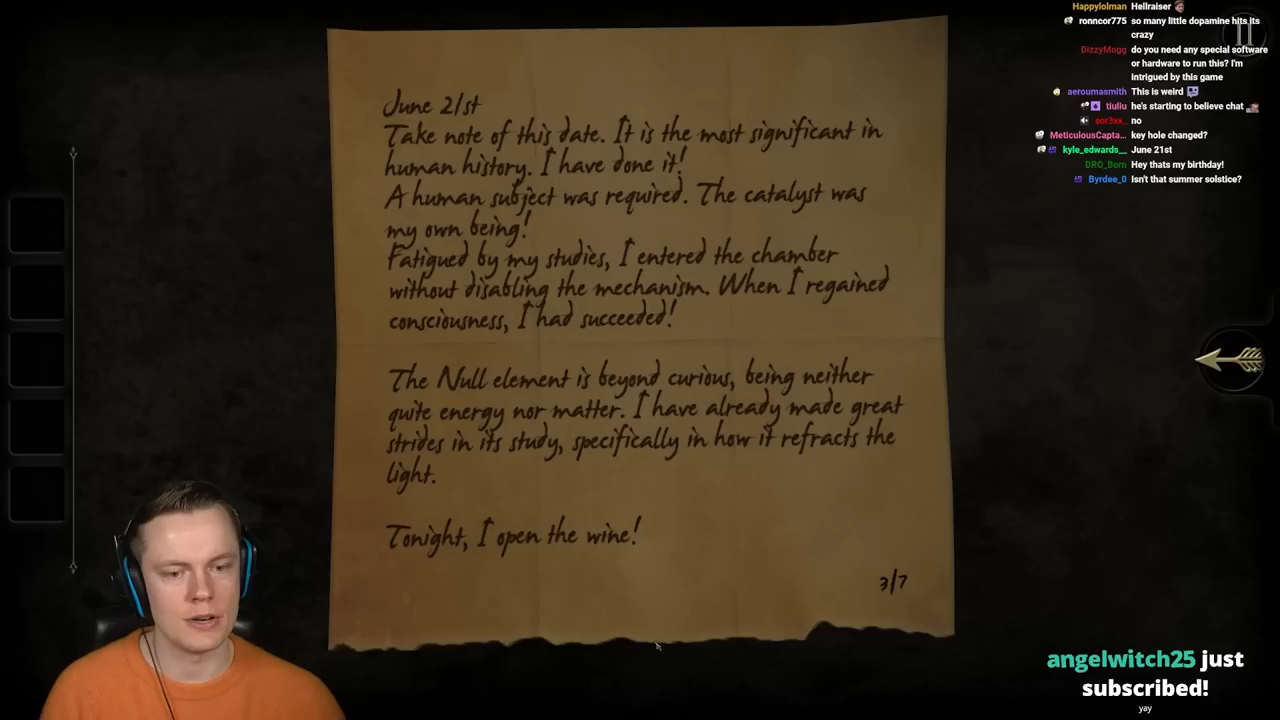 June 21st
Take note of this date. It is the most significant in
human history. I have done it!
A human subject was required. The catalyst was
my own being!
Fatigued by my studies, I entered the chamber
without disabling the mechanism. When I regained
consciousness, I had succeeded!
The Null element is beyond curious, being neither
quite energy nor matter. I have already made great
strides in its study, specifically in how it refracts the
light.
Tonight, I open the wine!
3/7
Happylolman Hellraiser
ronncor775 so many little dopamine hits its
crazy
DizzyMogg do you need any special software
or hardware to run this? I'm
intrigued by this game
aeroumasmith This is weird
tiuliu he's starting to believe chat
sor3xx_ no
MeticulousCapta... key hole changed?
kyle_edwards__ June 21st
DRO_Born Hey thats my birthday!
Byrdee_0 Isn't that summer solstice?
angelwitch25 just
subscribed!
yay